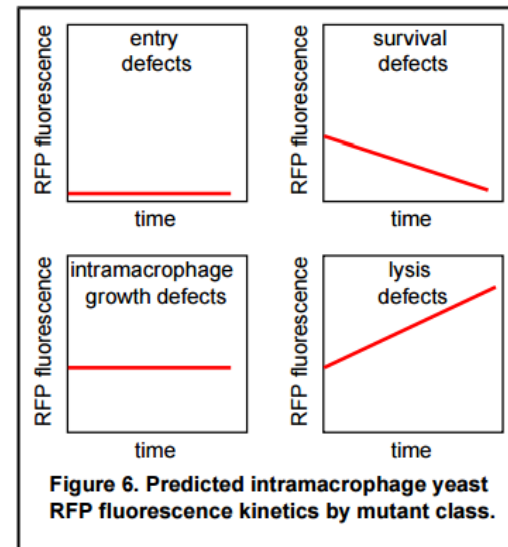 entry
defects
RFP fluorescence
time
survival
defects
RFP fluorescence
time
intramacrophage
growth defects
RFP fluorescence
time
lysis
defects
RFP fluorescence
time
Figure 6. Predicted intramacrophage yeast
RFP fluorescence kinetics by mutant class.